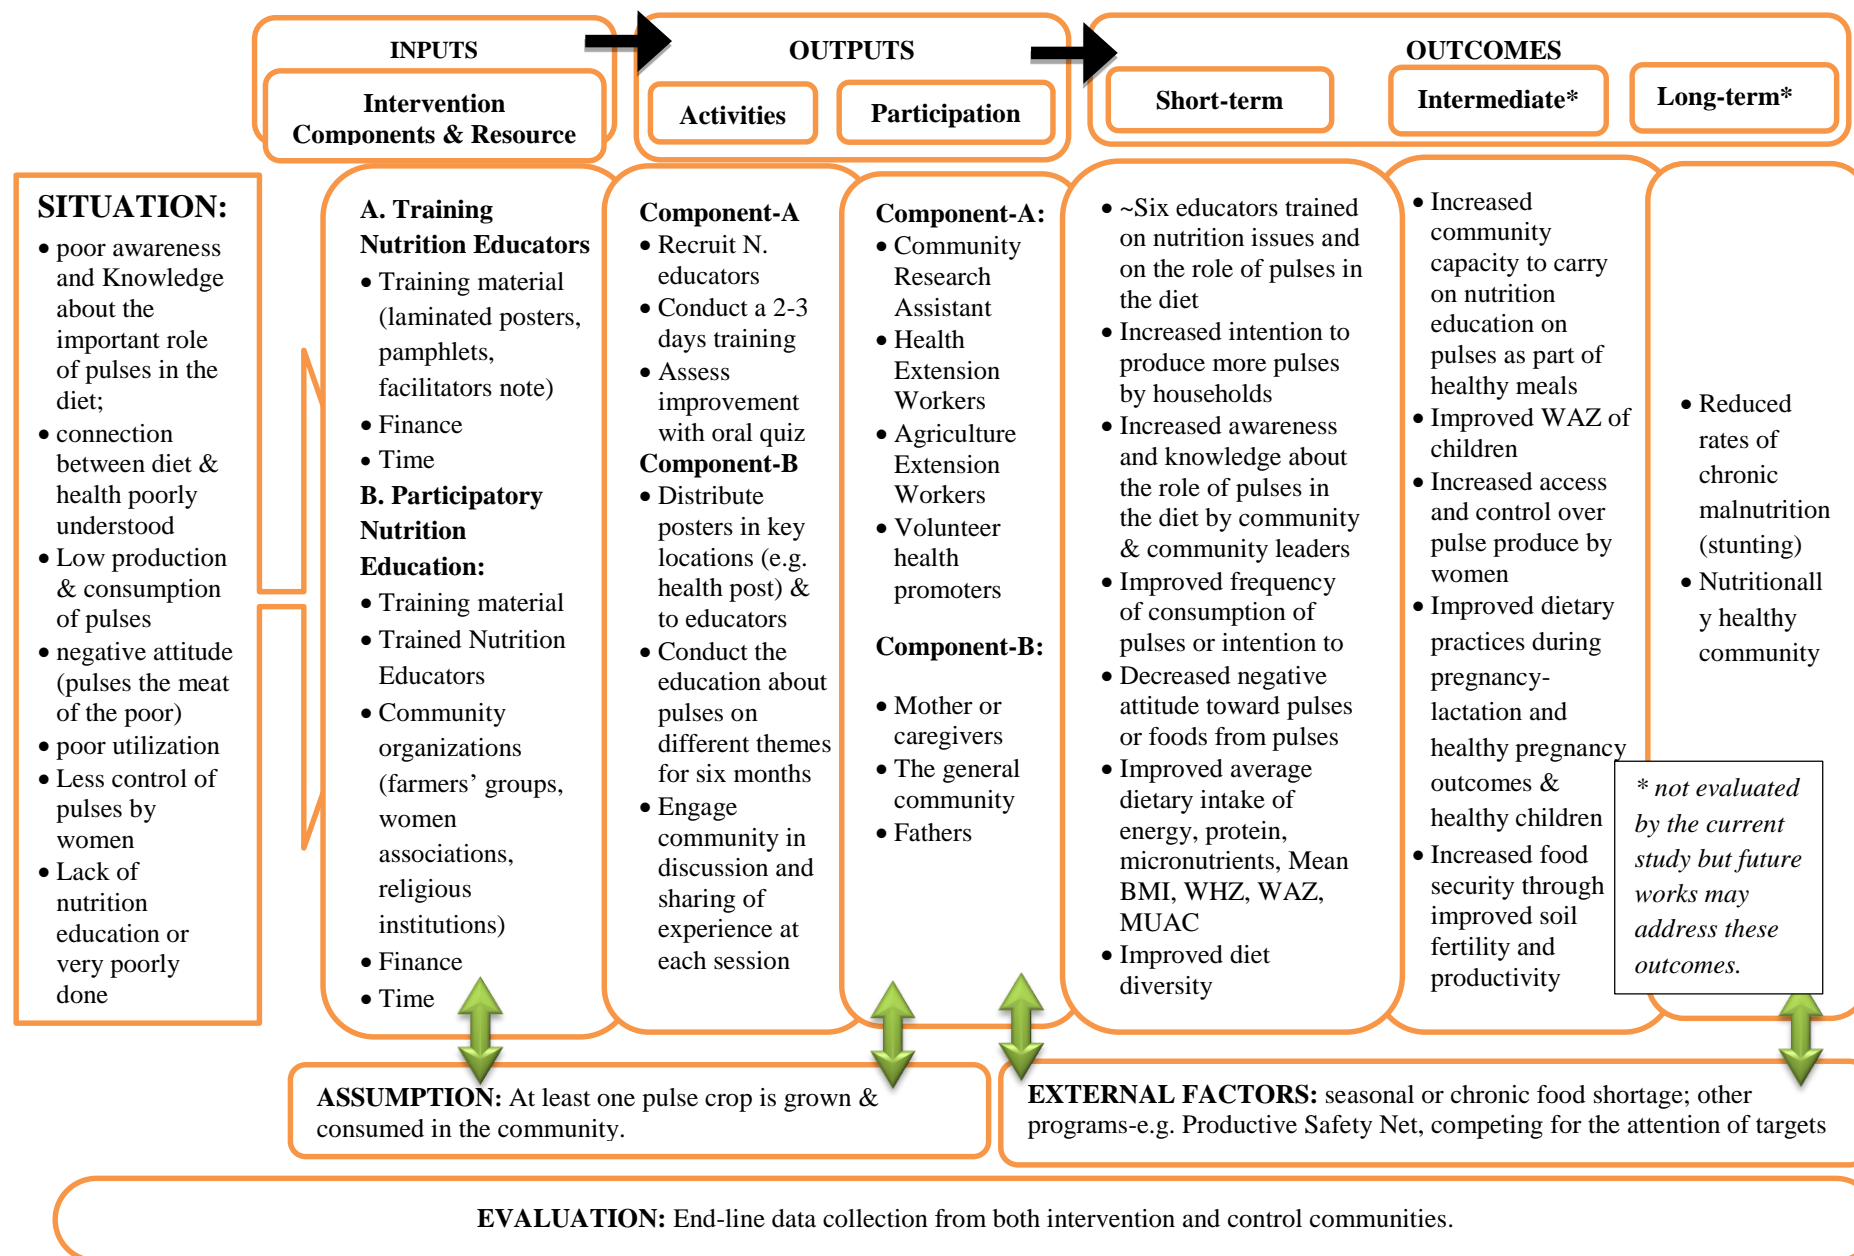 INPUTS
OUTPUTS
OUTCOMES
Intervention
Components & Resource
Activities
Participation
Short-term
Intermediate*
Long-term*
SITUATION:
• poor awareness
and Knowledge
about the
important role
of pulses in the
diet;
• connection
between diet &
health poorly
understood
• Low production
& consumption
of pulses
• negative attitude
(pulses the meat
of the poor)
• poor utilization
• Less control of
pulses by
women
• Lack of
nutrition
education or
very poorly
done
A. Training
Nutrition Educators
• Training material
(laminated posters,
pamphlets,
facilitators note)
• Finance
• Time
B. Participatory
Nutrition
Education:
• Training material
• Trained Nutrition
Educators
• Community
organizations
(farmers’ groups,
women
associations,
religious
institutions)
• Finance
• Time
Component-A
• Recruit N.
educators
• Conduct a 2-3
days training
• Assess
improvement
with oral quiz
Component-B
• Distribute
posters in key
locations (e.g.
health post) &
to educators
• Conduct the
education about
pulses on
different themes
for six months
• Engage
community in
discussion and
sharing of
experience at
each session
Component-A:
• Community
Research
Assistant
• Health
Extension
Workers
• Agriculture
Extension
Workers
• Volunteer
health
promoters
Component-B:
• Mother or
caregivers
• The general
community
• Fathers
• ~Six educators trained
on nutrition issues and
on the role of pulses in
the diet
• Increased intention to
produce more pulses
by households
• Increased awareness
and knowledge about
the role of pulses in
the diet by community
& community leaders
• Improved frequency
of consumption of
pulses or intention to
• Decreased negative
attitude toward pulses
or foods from pulses
• Improved average
dietary intake of
energy, protein,
micronutrients, Mean
BMI, WHZ, WAZ,
MUAC
• Improved diet
diversity
• Increased
community
capacity to carry
on nutrition
education on
pulses as part of
healthy meals
• Improved WAZ of
children
• Increased access
and control over
pulse produce by
women
• Improved dietary
practices during
pregnancy-
lactation and
healthy pregnancy
outcomes &
healthy children
• Increased food
security through
improved soil
fertility and
productivity
• Reduced
rates of
chronic
malnutrition
(stunting)
• Nutritionall
y healthy
community
* not evaluated
by the current
study but future
works may
address these
outcomes.
ASSUMPTION: At least one pulse crop is grown &
consumed in the community.
EXTERNAL FACTORS: seasonal or chronic food shortage; other
programs-e.g. Productive Safety Net, competing for the attention of targets
EVALUATION: End-line data collection from both intervention and control communities.